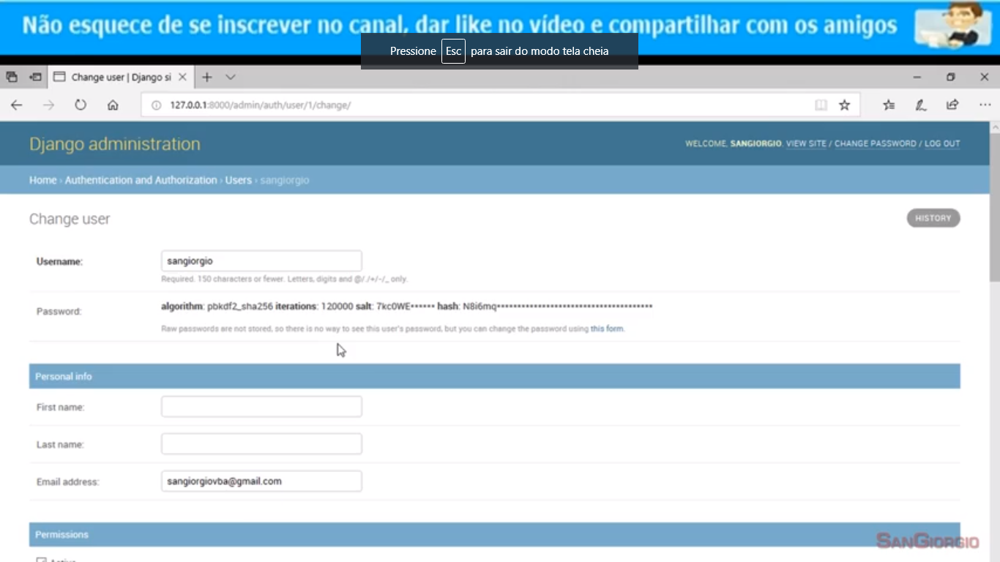 Não esquece de se inscrever no canal, dar like no vídeo e compartilhar com os amigos
Pressione Esc para sair do modo tela cheia
Change user | Django si
127.0.0.1:8000/admin/auth/user/1/change/
Django administration
WELCOME, SANGIORGIO. VIEW SITE / CHANGE PASSWORD / LOG OUT
Home › Authentication and Authorization › Users › sangiorgio
Change user
HISTORY
Username: sangiorgio
Required. 150 characters or fewer. Letters, digits and @/./+/-/_ only.
Password: algorithm: pbkdf2_sha256 iterations: 120000 salt: 7kc0WE****** hash: N8i6mq**************************************
Raw passwords are not stored, so there is no way to see this user's password, but you can change the password using this form.
Personal info
First name:
Last name:
Email address: sangiorgiovba@gmail.com
Permissions
SANGIORGIO
Active